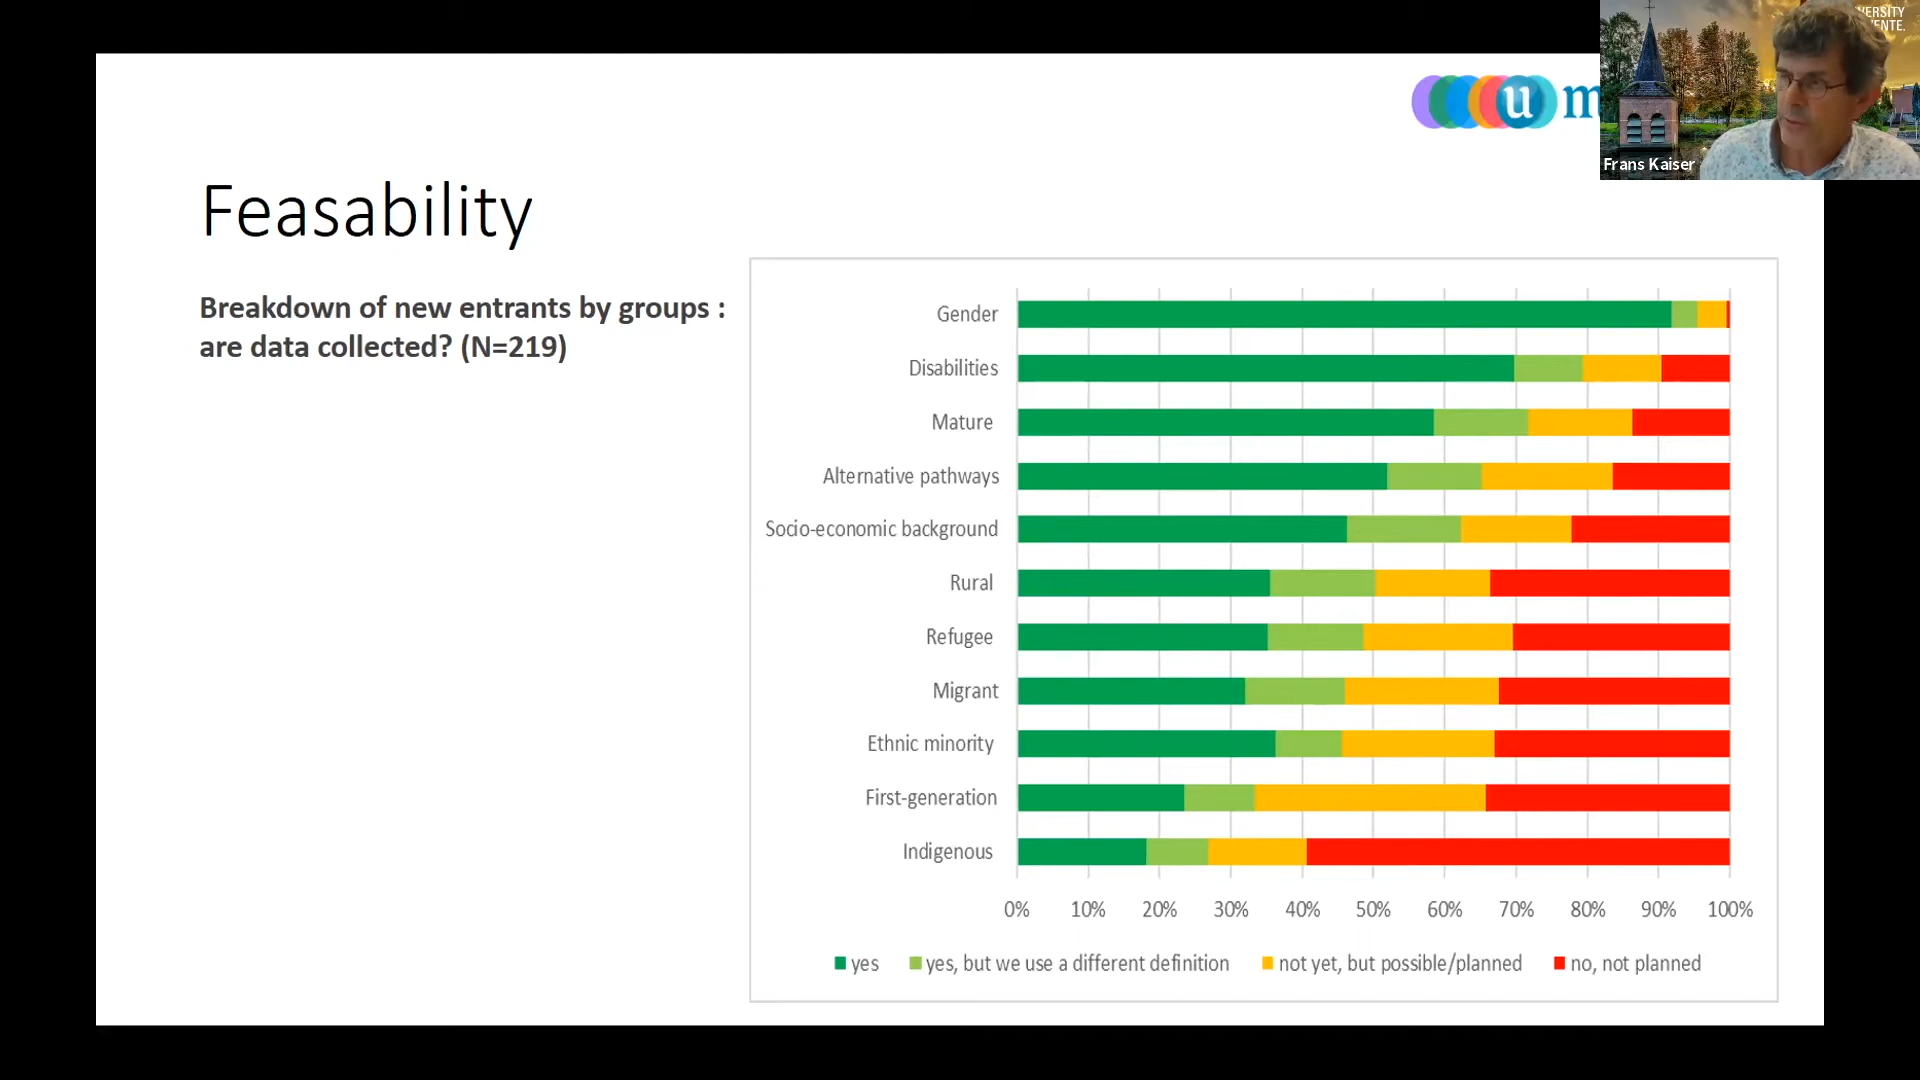 VERSITY
ENTE.
u m
Frans Kaiser
Feasability
Breakdown of new entrants by groups :
are data collected? (N=219)
Gender
Disabilities
Mature
Alternative pathways
Socio-economic background
Rural
Refugee
Migrant
Ethnic minority
First-generation
Indigenous
0% 10% 20% 30% 40% 50% 60% 70% 80% 90% 100%
yes yes, but we use a different definition not yet, but possible/planned no, not planned